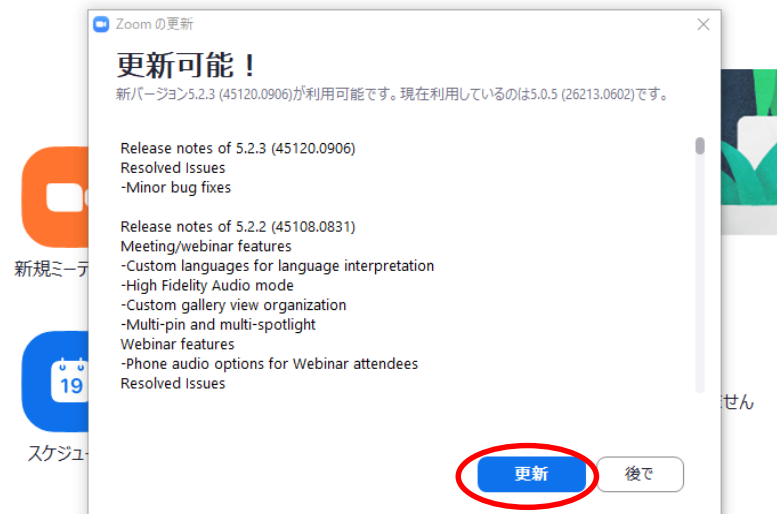 Zoom の更新
更新可能！
新バージョン5.2.3 (45120.0906)が利用可能です。現在利用しているのは5.0.5 (26213.0602)です。
Release notes of 5.2.3 (45120.0906)
Resolved Issues
-Minor bug fixes
Release notes of 5.2.2 (45108.0831)
Meeting/webinar features
-Custom languages for language interpretation
-High Fidelity Audio mode
-Custom gallery view organization
-Multi-pin and multi-spotlight
Webinar features
-Phone audio options for Webinar attendees
Resolved Issues
新規ミーテ
19
スケジュー
ません
更新
後で